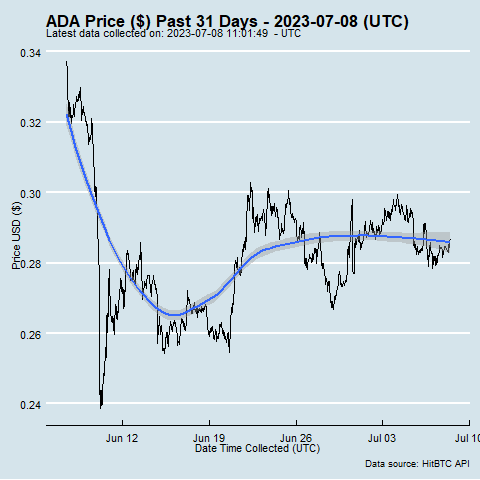 ADA Price ($) Past 31 Days - 2023-07-08 (UTC)
Latest data collected on: 2023-07-08 11:01:49 - UTC
Price USD ($)
0.34
0.32
0.30
0.28
0.26
0.24
Jun 12
Jun 19
Jun 26
Jul 03
Jul 10
Date Time Collected (UTC)
Data source: HitBTC API